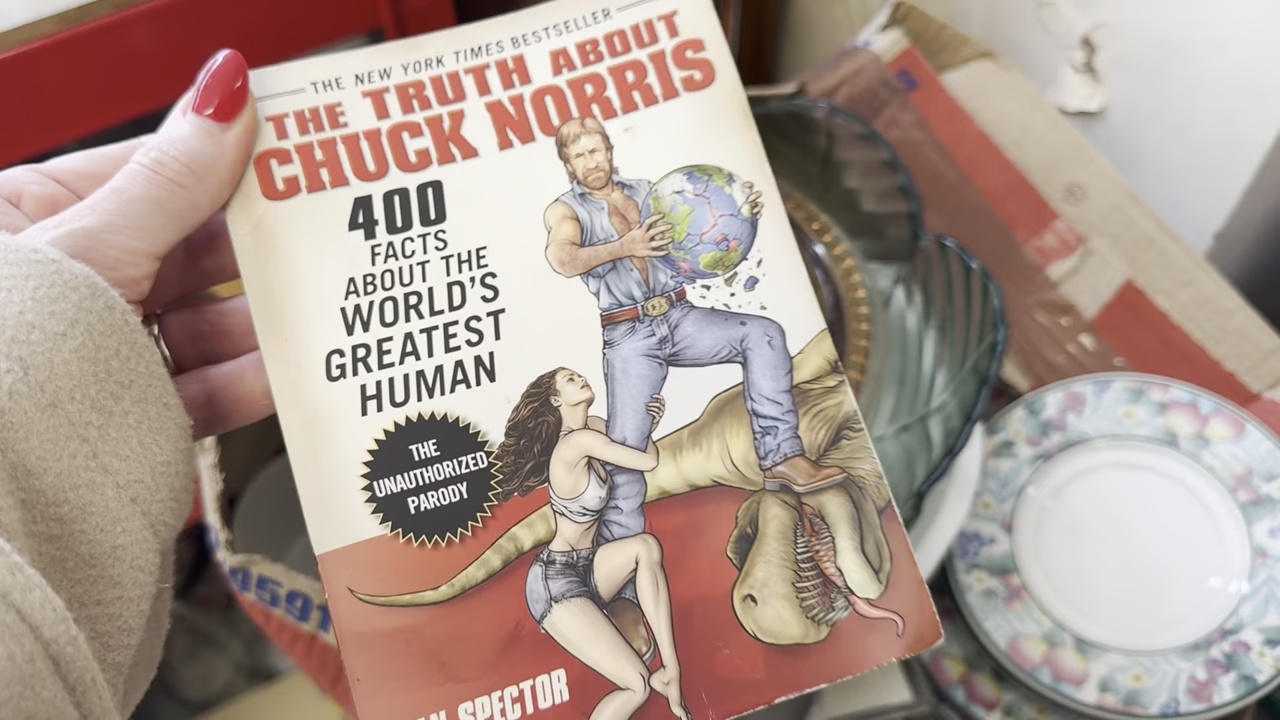 THE NEW YORK TIMES BESTSELLER
THE TRUTH ABOUT
CHUCK NORRIS
400
FACTS
ABOUT THE
WORLD'S
GREATEST
HUMAN
THE
UNAUTHORIZED
PARODY
SPECTOR